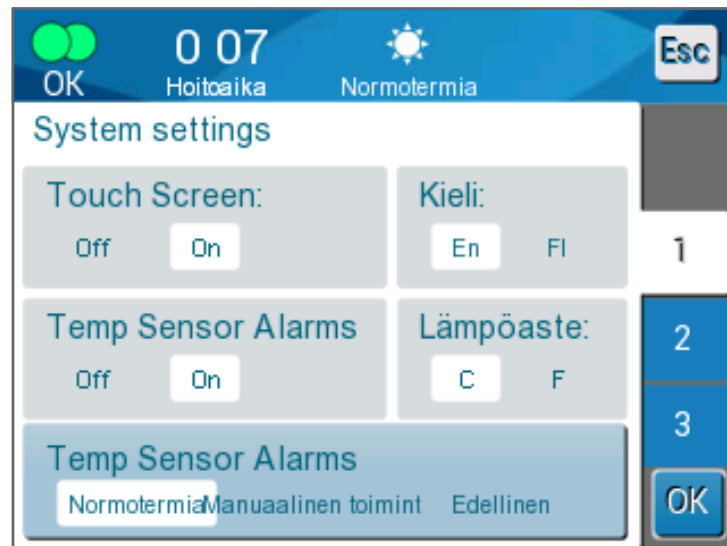 OK
0 07
Hoitoaika
Normotermia
Esc
System settings
Touch Screen:
Off On
Kieli:
En FI
1
Temp Sensor Alarms
Off On
Lämpöaste:
C F
2
3
Temp Sensor Alarms
Normotermia Manuaalinen toimint Edellinen
OK